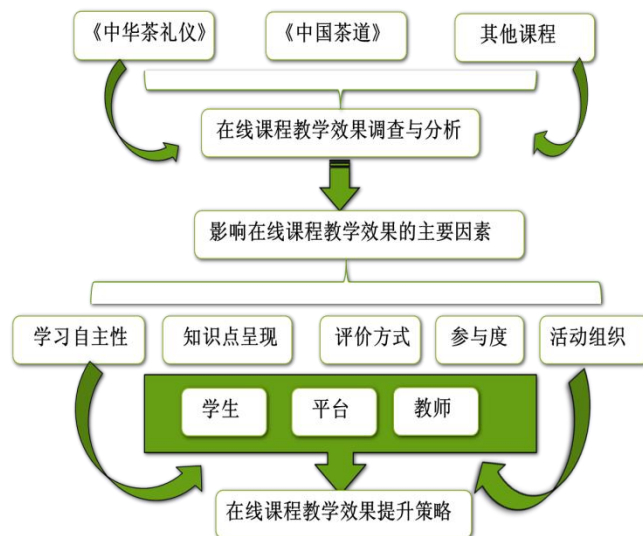 《中华茶礼仪》
《中国茶道》
其他课程
在线课程教学效果调查与分析
影响在线课程教学效果的主要因素
学习自主性
知识点呈现
评价方式
参与度
活动组织
学生
平台
教师
在线课程教学效果提升策略